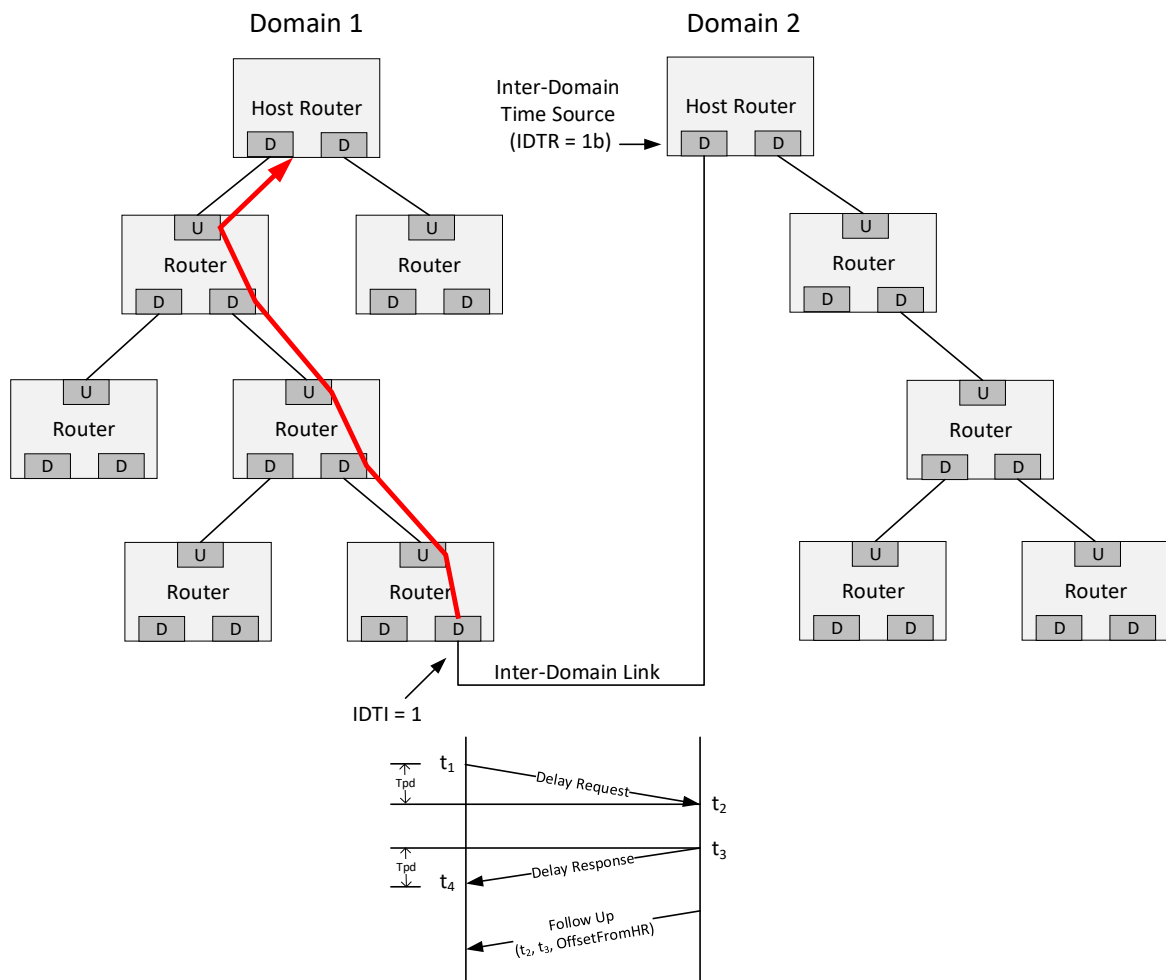 Domain 1
Domain 2
Host Router
D D
Inter-Domain
Time Source
(IDTR = 1b)
Host Router
D D
U
Router
D D
U
Router
D D
U
Router
D D
U
Router
D D
U
Router
D D
U
Router
D D
U
Router
D D
U
Router
D D
U
Router
D D
U
Router
D D
Inter-Domain Link
IDTI = 1
t1
Tpd
Delay Request
t2
t3
Tpd
Delay Response
t4
Follow Up
(t2, t3, OffsetFromHR)